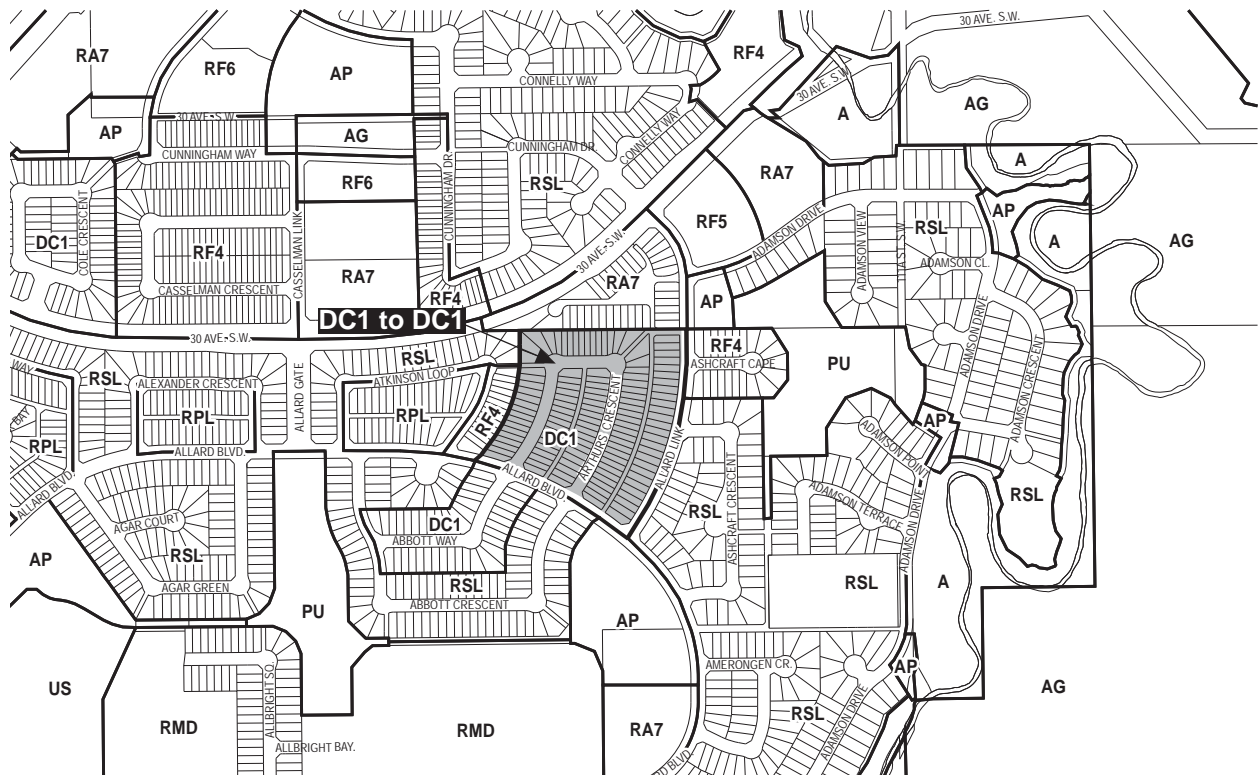 30 AVE. S.W.
RF4
RA7
RF6
AP
CONNELLY WAY
30 AVE. S.W.
AG
A
30 AVE. S.W.
AP
AG
CUNNINGHAM DR.
CONNELLY WAY
CUNNINGHAM WAY
A
RA7
RF6
RSL
CUNNINGHAM DR.
AP
COLE CRESCENT
CASSELMAN LINK
RF5
ADAMSON DRIVE
ADAMSON VIEW
RSL
DC1
A
AG
RF4
30 AVE. S.W.
ADAMSON CL.
RA7
RA7
CASSELMAN CRESCENT
RF4
AP
ADAMSON DRIVE
DC1 to DC1
30 AVE. S.W.
RF4
ADAMSON CRESCENT
RSL
ASHCRAFT CAPE
PU
WAY
RSL
ALEXANDER CRESCENT
ATKINSON LOOP
ARTHURS CRESCENT
ALLARD GATE
BAY
RPL
RPL
RF4
AP
RPL
DC1
ALLARD LINK
ADAMSON POINT
ALLARD BLVD.
ALLARD BLVD.
ALLARD BLVD.
ASHCRAFT CRESCENT
ADAMSON TERRACE
RSL
AGAR COURT
DC1
RSL
ADAMSON DRIVE
ABBOTT WAY
AP
RSL
RSL
RSL
A
AGAR GREEN
PU
ABBOTT CRESCENT
AP
AMERONGEN CR.
AP
US
AG
ALLBRIGHT SQ.
RMD
RMD
RA7
RSL
ADAMSON DRIVE
ALLBRIGHT BAY.
ALLARD BLVD